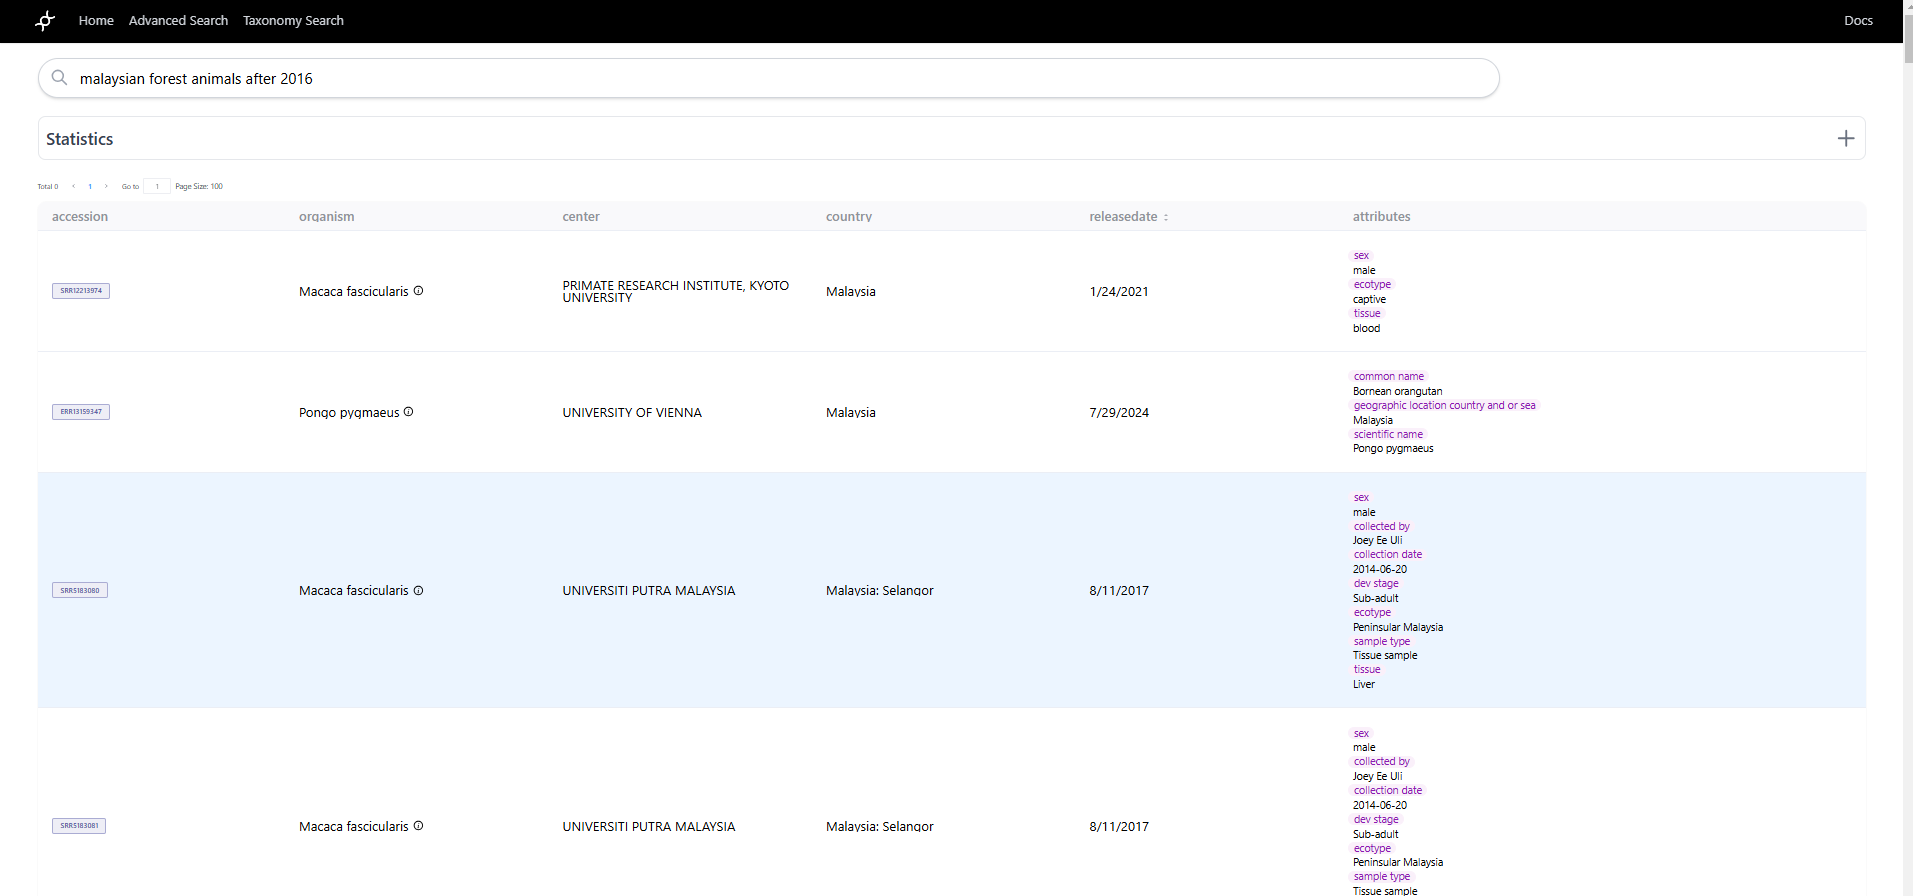 Home Advanced Search Taxonomy Search Docs
malaysian forest animals after 2016
Statistics
Total 0 < 1 > Go to 1 Page Size: 100
accession organism center country releasedate attributes
SRR12213974 Macaca fascicularis PRIMATE RESEARCH INSTITUTE, KYOTO UNIVERSITY Malaysia 1/24/2021
sex
male
ecotype
captive
tissue
blood
ERR13159347 Pongo pygmaeus UNIVERSITY OF VIENNA Malaysia 7/29/2024
common name
Bornean orangutan
geographic location country and or sea
Malaysia
scientific name
Pongo pygmaeus
SRR5183080 Macaca fascicularis UNIVERSITI PUTRA MALAYSIA Malaysia: Selangor 8/11/2017
sex
male
collected by
Joey Ee Uli
collection date
2014-06-20
dev stage
Sub-adult
ecotype
Peninsular Malaysia
sample type
Tissue sample
tissue
Liver
SRR5183081 Macaca fascicularis UNIVERSITI PUTRA MALAYSIA Malaysia: Selangor 8/11/2017
sex
male
collected by
Joey Ee Uli
collection date
2014-06-20
dev stage
Sub-adult
ecotype
Peninsular Malaysia
sample type
Tissue sample